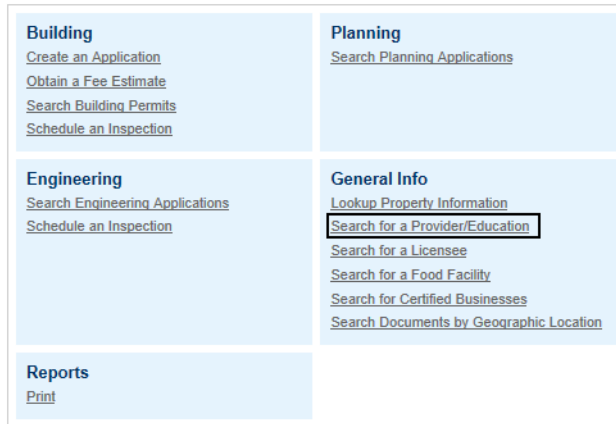 Building
Create an Application
Obtain a Fee Estimate
Search Building Permits
Schedule an Inspection
Planning
Search Planning Applications
Engineering
Search Engineering Applications
Schedule an Inspection
General Info
Lookup Property Information
Search for a Provider/Education
Search for a Licensee
Search for a Food Facility
Search for Certified Businesses
Search Documents by Geographic Location
Reports
Print